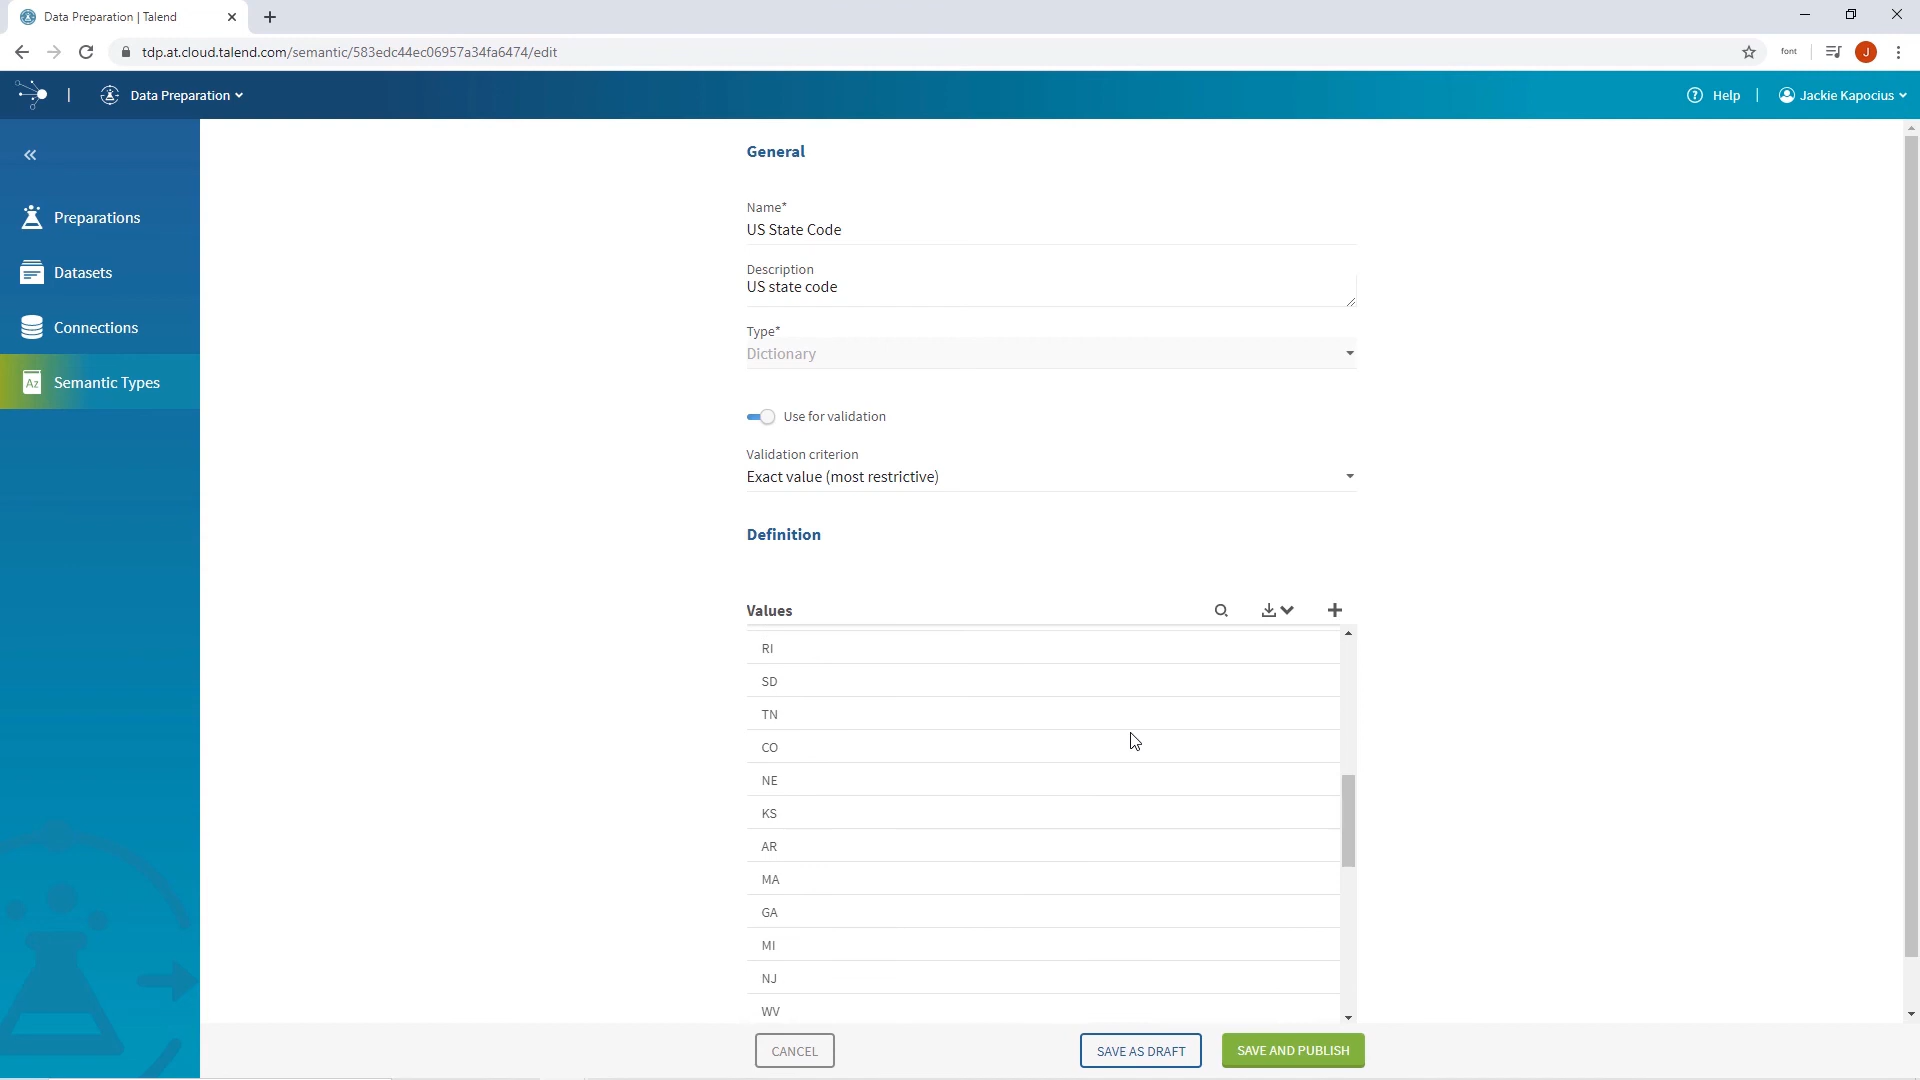 Data Preparation | Talend
tdp.at.cloud.talend.com/semantic/583edc44ec06957a34fa6474/edit
font
J
Data Preparation
Help
Jackie Kapocius
Preparations
Datasets
Connections
Az
Semantic Types
General
Name*
US State Code
Description
US state code
Type*
Dictionary
Use for validation
Validation criterion
Exact value (most restrictive)
Definition
Values
RI
SD
TN
CO
NE
KS
AR
MA
GA
MI
NJ
WV
CANCEL
SAVE AS DRAFT
SAVE AND PUBLISH